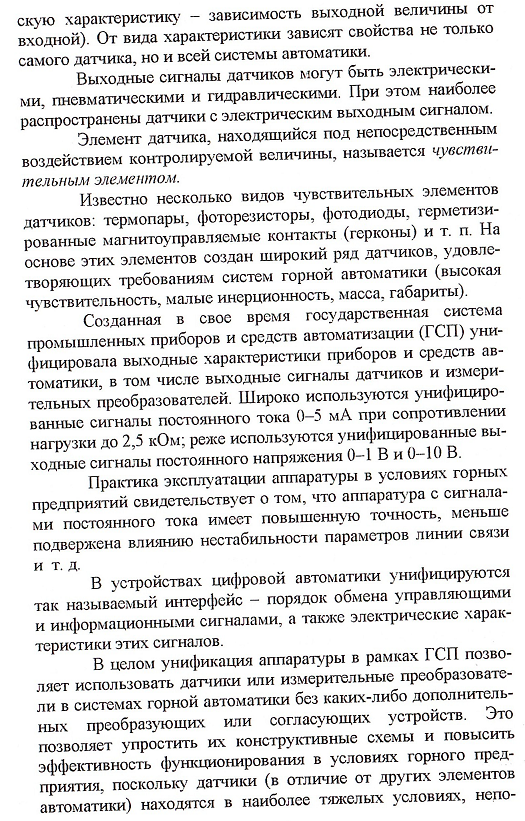 скую характеристику – зависимость выходной величины от
входной). От вида характеристики зависят свойства не только
самого датчика, но и всей системы автоматики.
Выходные сигналы датчиков могут быть электрически-
ми, пневматическими и гидравлическими. При этом наиболее
распространены датчики с электрическим выходным сигналом.
Элемент датчика, находящийся под непосредственным
воздействием контролируемой величины, называется чувстви-
тельным элементом.
Известно несколько видов чувствительных элементов
датчиков: термопары, фоторезисторы, фотодиоды, герметизи-
рованные магнитоуправляемые контакты (герконы) и т. п. На
основе этих элементов создан широкий ряд датчиков, удовле-
творяющих требованиям систем горной автоматики (высокая
чувствительность, малые инерционность, масса, габариты).
Созданная в свое время государственная система
промышленных приборов и средств автоматизации (ГСП) уни-
фицировала выходные характеристики приборов и средств ав-
томатики, в том числе выходные сигналы датчиков и измери-
тельных преобразователей. Широко используются унифициро-
ванные сигналы постоянного тока 0–5 мА при сопротивлении
нагрузки до 2,5 кОм; реже используются унифицированные вы-
ходные сигналы постоянного напряжения 0–1 В и 0–10 В.
Практика эксплуатации аппаратуры в условиях горных
предприятий свидетельствует о том, что аппаратура с сигнала-
ми постоянного тока имеет повышенную точность, меньше
подвержена влиянию нестабильности параметров линии связи
и т. д.
В устройствах цифровой автоматики унифицируются
так называемый интерфейс – порядок обмена управляющими
и информационными сигналами, а также электрические харак-
теристики этих сигналов.
В целом унификация аппаратуры в рамках ГСП позво-
ляет использовать датчики или измерительные преобразовате-
ли в системах горной автоматики без каких-либо дополнитель-
ных преобразующих или согласующих устройств. Это
позволяет упростить их конструктивные схемы и повысить
эффективность функционирования в условиях горного пред-
приятия, поскольку датчики (в отличие от других элементов
автоматики) находятся в наиболее тяжелых условиях, непо-